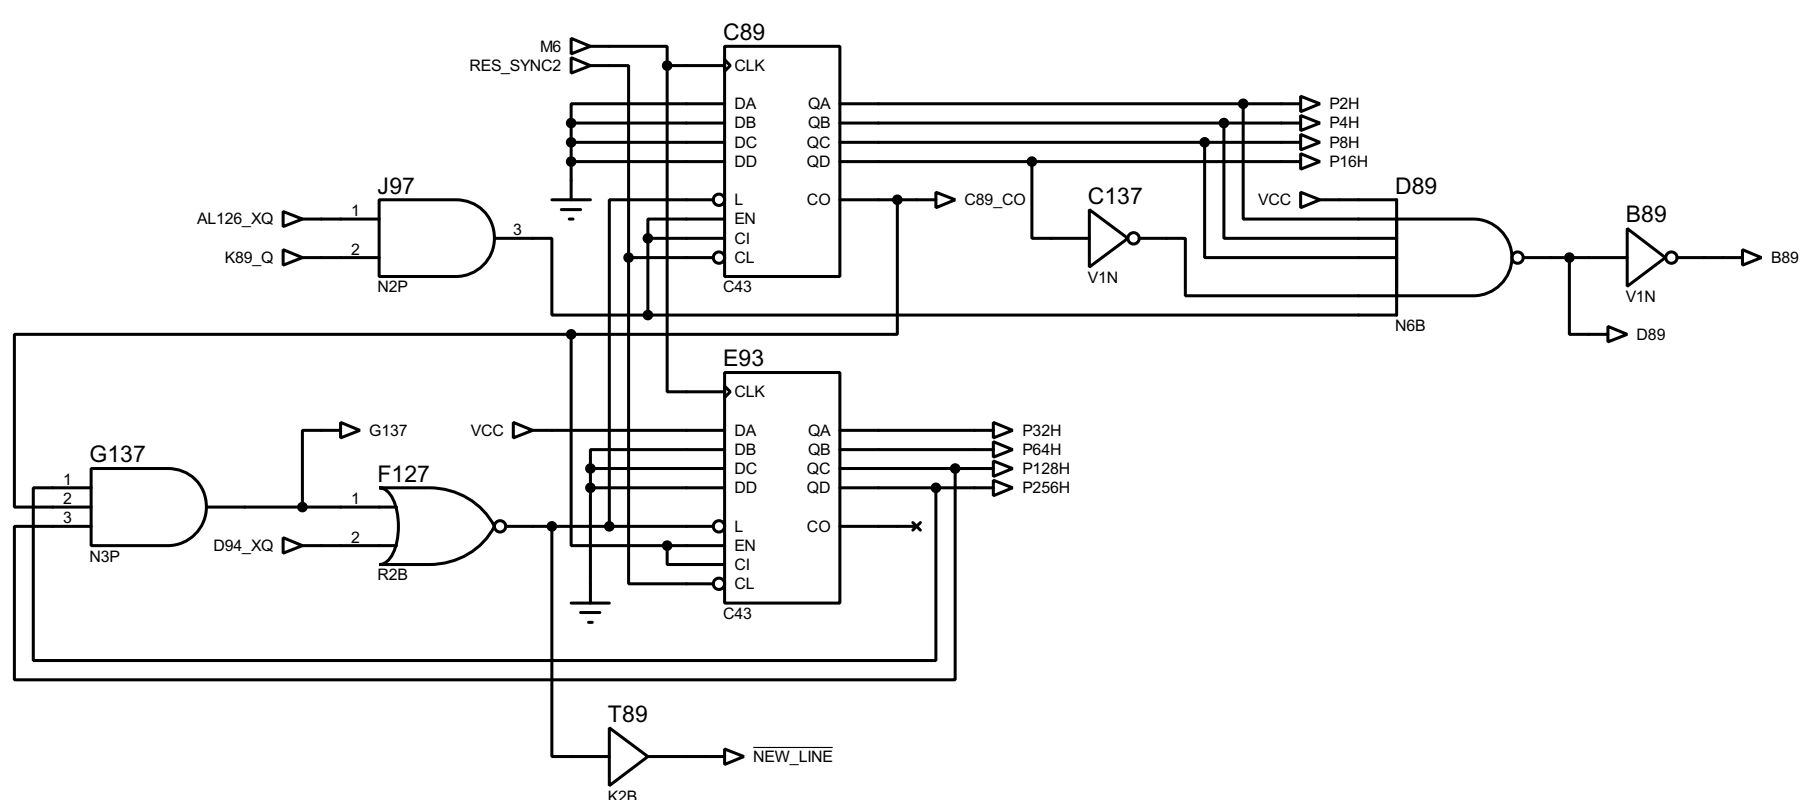 C89
M6
RES_SYNC2
CLK
DA QA P2H
DB QB P4H
DC QC P8H
DD QD P16H
J97
AL126_XQ 1
K89_Q 2
3
N2P
L CO C89_CO
EN
CI
CL
C43
C137
V1N
VCC
D89
N6B
B89
V1N
B89
D89
E93
CLK
VCC DA QA P32H
DB QB P64H
DC QC P128H
DD QD P256H
L CO
EN
CI
CL
C43
G137
G137
1
2
3
N3P
F127
1
D94_XQ 2
R2B
T89
NEW_LINE
K2B